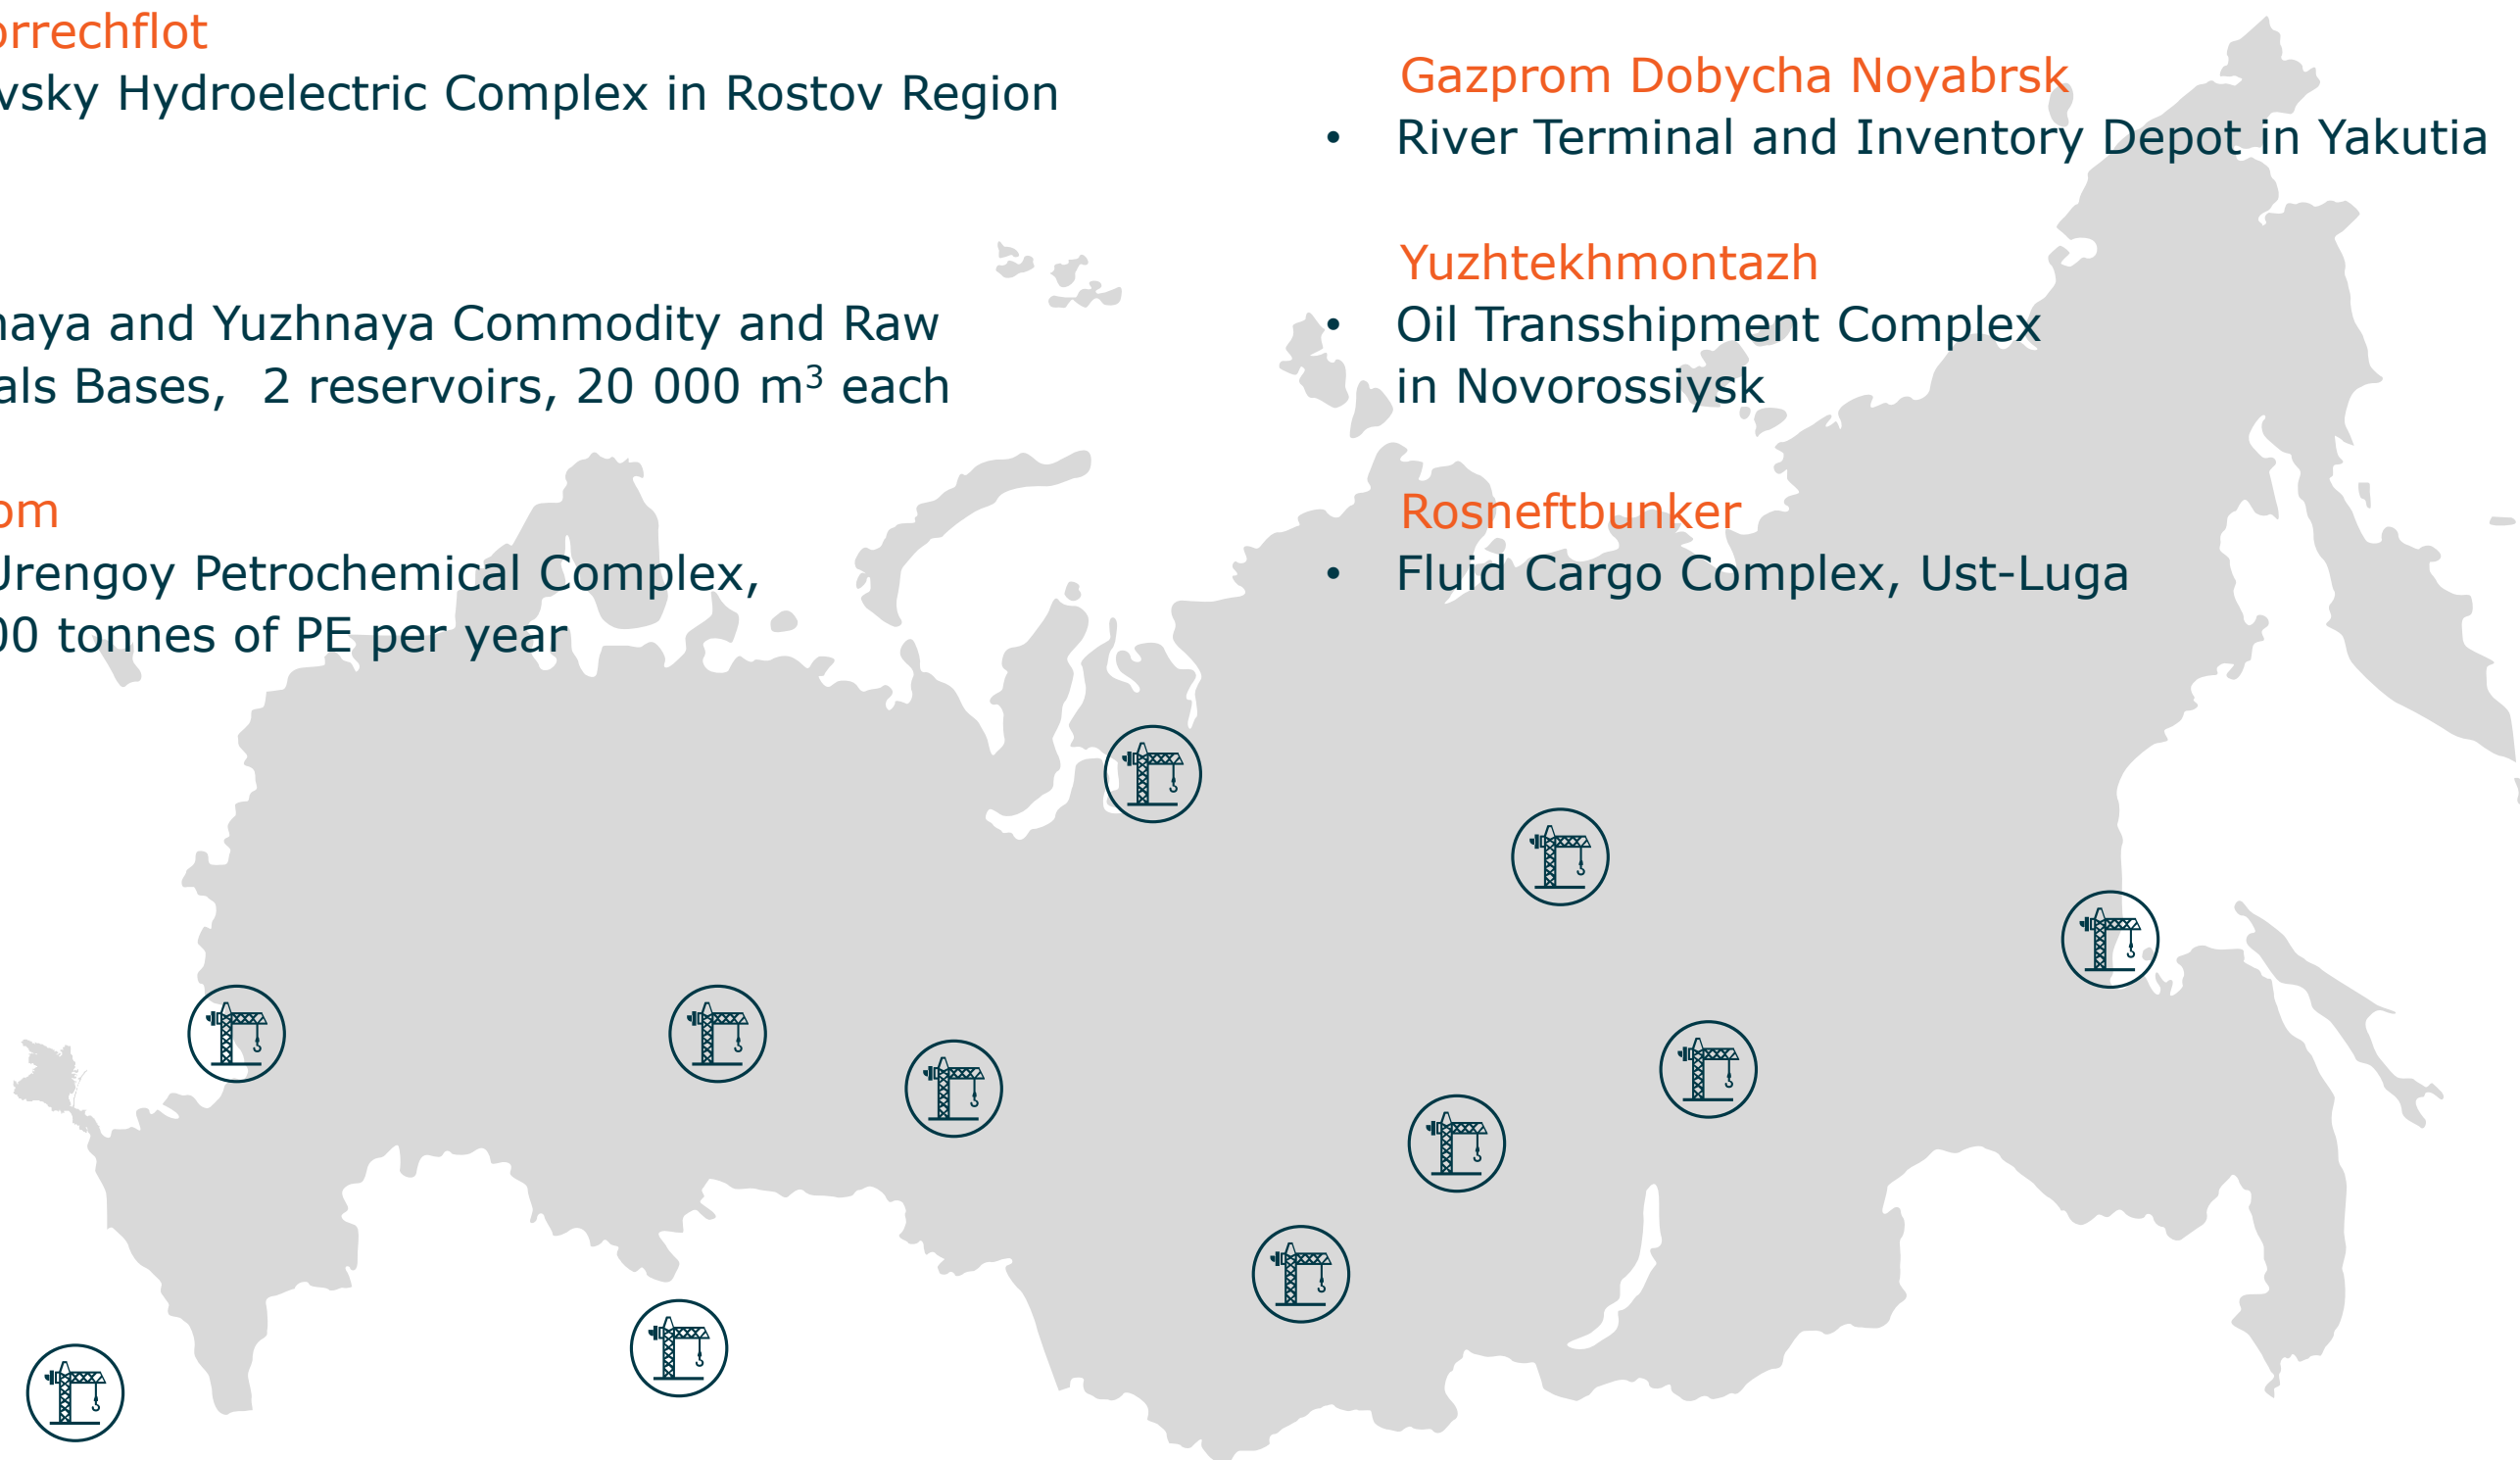 orrechflot
vsky Hydroelectric Complex in Rostov Region
naya and Yuzhnaya Commodity and Raw
als Bases,  2 reservoirs, 20 000 m³ each
om
Urengoy Petrochemical Complex,
00 tonnes of PE per year
Gazprom Dobycha Noyabrsk
• River Terminal and Inventory Depot in Yakutia
Yuzhtekhmontazh
• Oil Transshipment Complex
in Novorossiysk
Rosneftbunker
• Fluid Cargo Complex, Ust-Luga